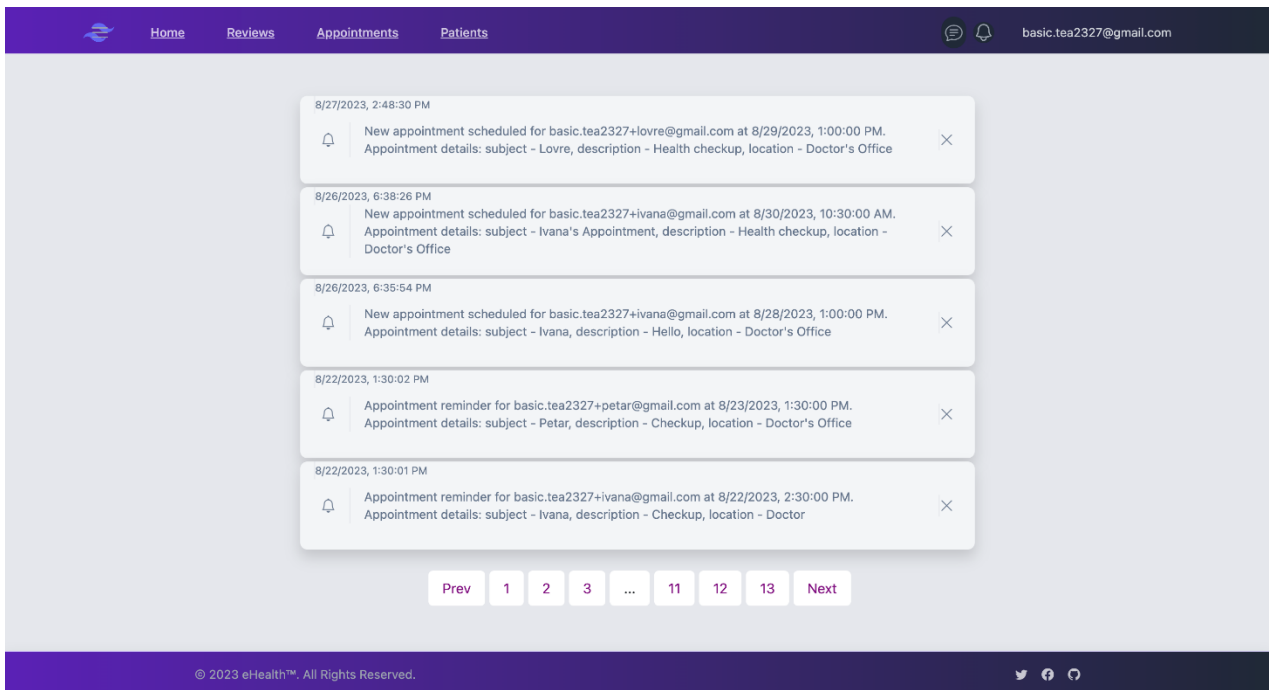 Home Reviews Appointments Patients basic.tea2327@gmail.com
8/27/2023, 2:48:30 PM
New appointment scheduled for basic.tea2327+lovre@gmail.com at 8/29/2023, 1:00:00 PM.
Appointment details: subject - Lovre, description - Health checkup, location - Doctor's Office
8/26/2023, 6:38:26 PM
New appointment scheduled for basic.tea2327+ivana@gmail.com at 8/30/2023, 10:30:00 AM.
Appointment details: subject - Ivana's Appointment, description - Health checkup, location -
Doctor's Office
8/26/2023, 6:35:54 PM
New appointment scheduled for basic.tea2327+ivana@gmail.com at 8/28/2023, 1:00:00 PM.
Appointment details: subject - Ivana, description - Hello, location - Doctor's Office
8/22/2023, 1:30:02 PM
Appointment reminder for basic.tea2327+petar@gmail.com at 8/23/2023, 1:30:00 PM.
Appointment details: subject - Petar, description - Checkup, location - Doctor's Office
8/22/2023, 1:30:01 PM
Appointment reminder for basic.tea2327+ivana@gmail.com at 8/22/2023, 2:30:00 PM.
Appointment details: subject - Ivana, description - Checkup, location - Doctor
Prev 1 2 3 ... 11 12 13 Next
© 2023 eHealth™. All Rights Reserved.